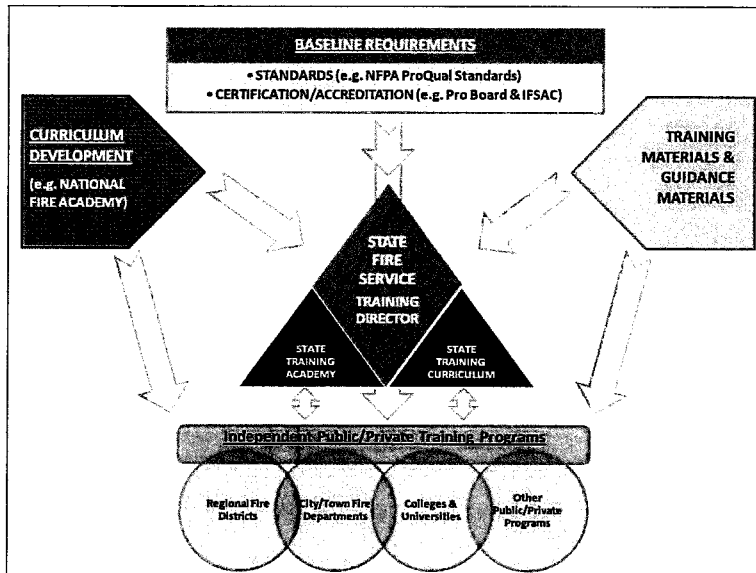 BASELINE REQUIREMENTS
• STANDARDS (e.g. NFPA ProQual Standards)
• CERTIFICATION/ACCREDITATION (e.g. Pro Board & IFSAC)
CURRICULUM
DEVELOPMENT
(e.g. NATIONAL
FIRE ACADEMY)
TRAINING
MATERIALS &
GUIDANCE
MATERIALS
STATE
FIRE
SERVICE
TRAINING
DIRECTOR
STATE
TRAINING
ACADEMY
STATE
TRAINING
CURRICULUM
Independent Public/Private Training Programs
Regional Fire
Districts
City/Town Fire
Departments
Colleges &
Universities
Other
Public/Private
Programs